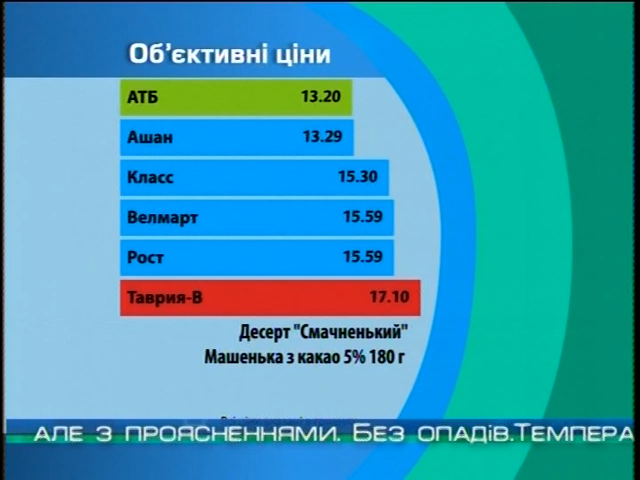 Об'єктивні ціни
АТБ 13.20
Ашан 13.29
Класс 15.30
Велмарт 15.59
Рост 15.59
Таврия-В 17.10
Десерт "Смачненький"
Машенька з какао 5% 180 г
АЛЕ З ПРОЯСНЕННЯМИ. БЕЗ ОПАДІВ.ТЕМПЕРА